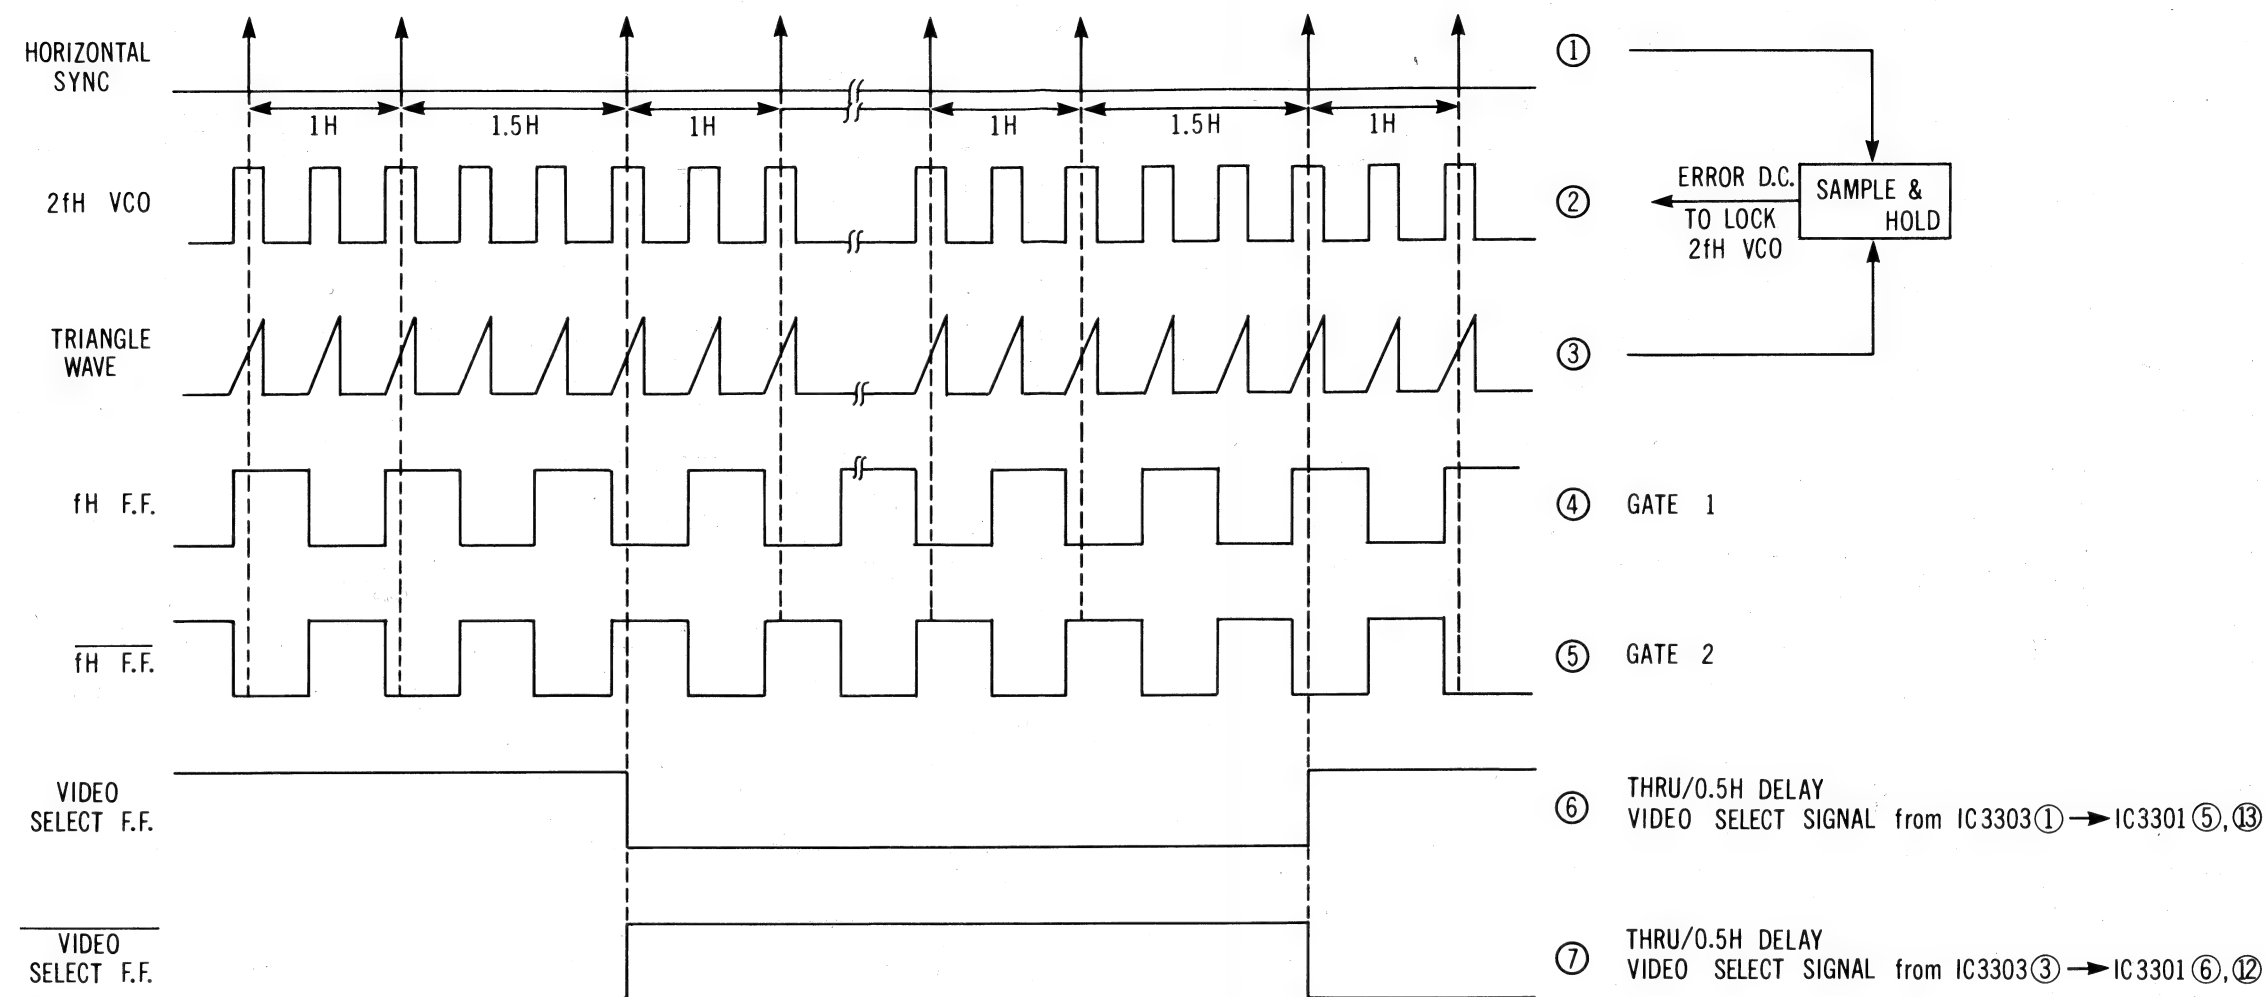 HORIZONTAL
SYNC
①
1H
1.5H
1H
1H
1.5H
1H
2fH VCO
②
ERROR D.C.
TO LOCK
2fH VCO
SAMPLE &
HOLD
TRIANGLE
WAVE
③
fH F.F.
④ GATE 1
fH F.F.
⑤ GATE 2
VIDEO
SELECT F.F.
⑥ THRU/0.5H DELAY
VIDEO SELECT SIGNAL from IC3303① → IC3301⑤,⑬
VIDEO
SELECT F.F.
⑦ THRU/0.5H DELAY
VIDEO SELECT SIGNAL from IC3303③ → IC3301⑥,⑫